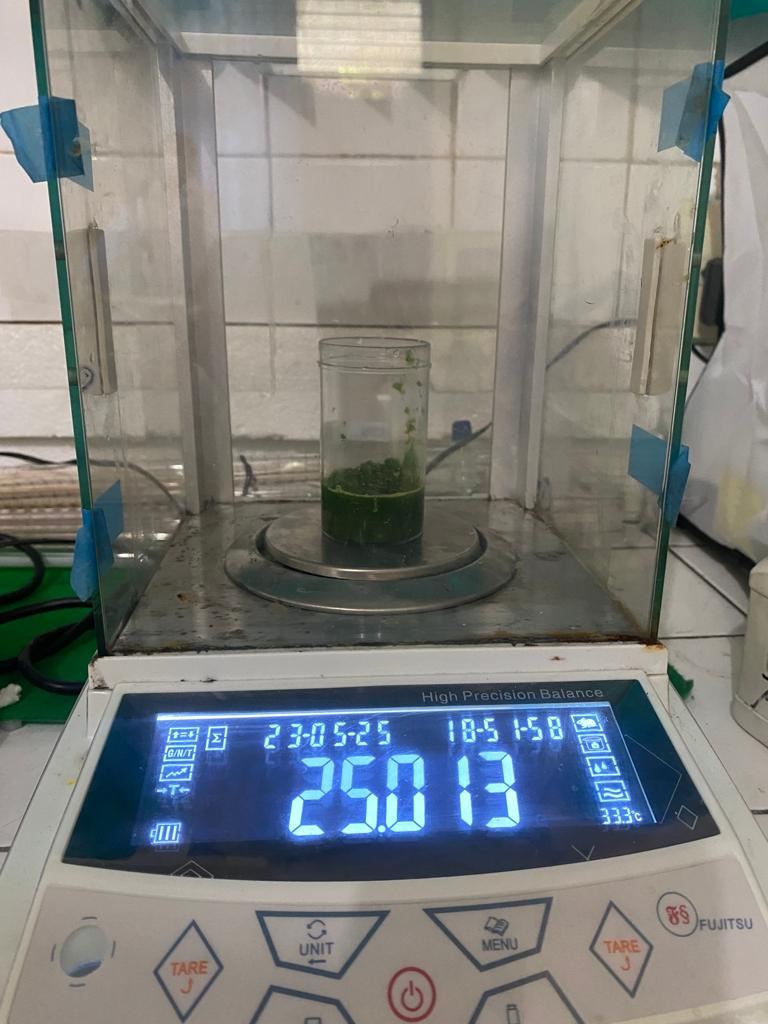 High Precision Balance
23-05-25 18-51-58
G/N/T
Σ
→T←
25.013
33.3°C
UNIT
MENU
TARE
TARE
FUJITSU